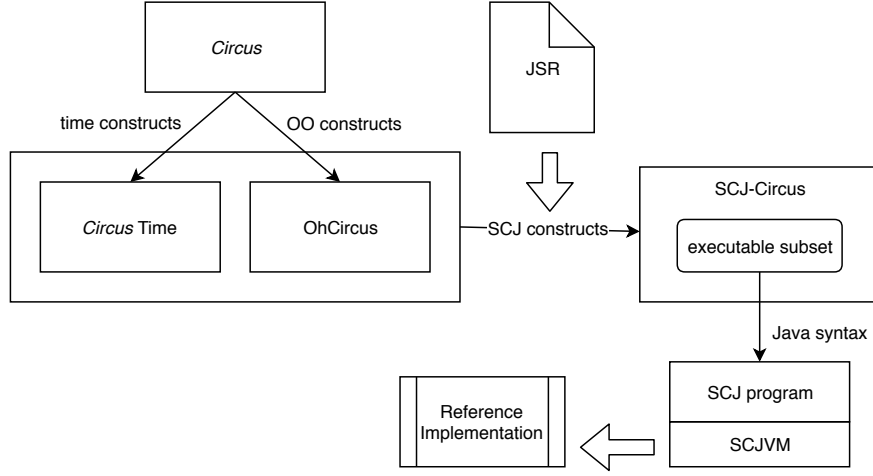 Circus
JSR
time constructs
OO constructs
Circus Time
OhCircus
SCJ constructs
SCJ-Circus
executable subset
Java syntax
SCJ program
SCJVM
Reference
Implementation